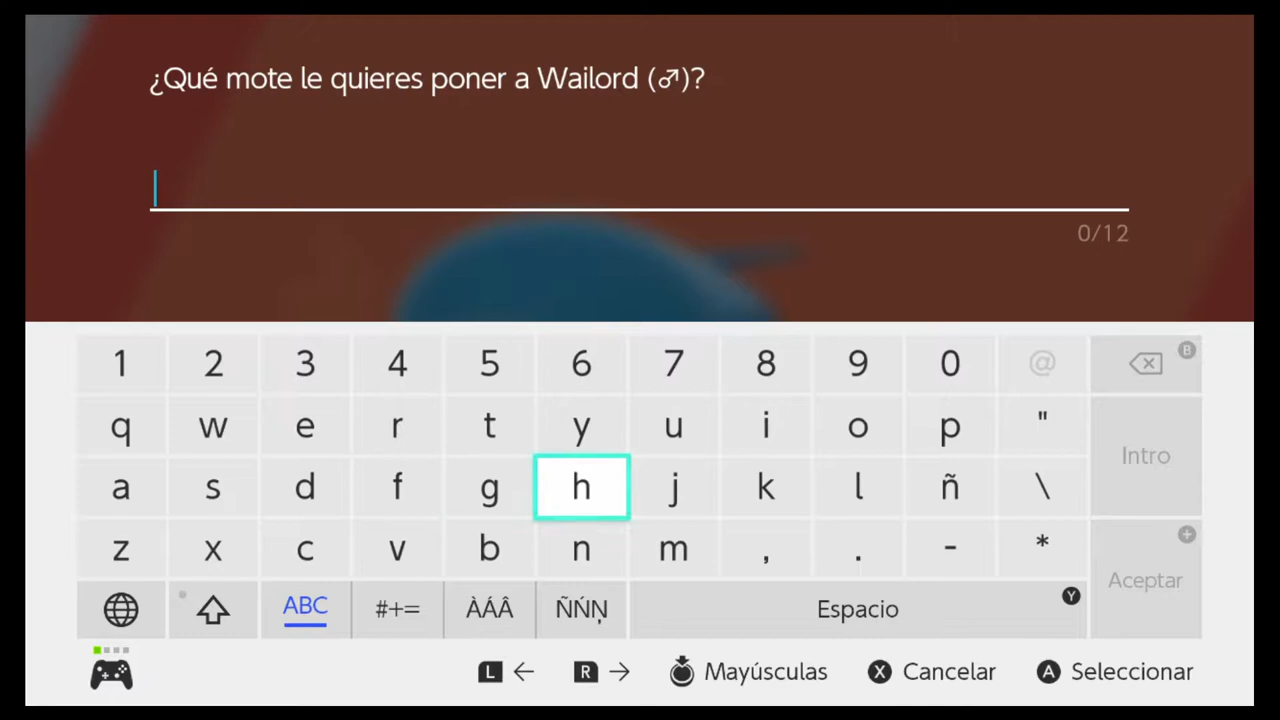 ¿Qué mote le quieres poner a Wailord (♂)?
0/12
1 2 3 4 5 6 7 8 9 0 @ B
q w e r t y u i o p "
Intro
a s d f g h j k l ñ \
z x c v b n m , . - *
Aceptar
ABC #+= ÀÁÂ ÑŃŅ Espacio Y
L ← R → Mayúsculas X Cancelar A Seleccionar